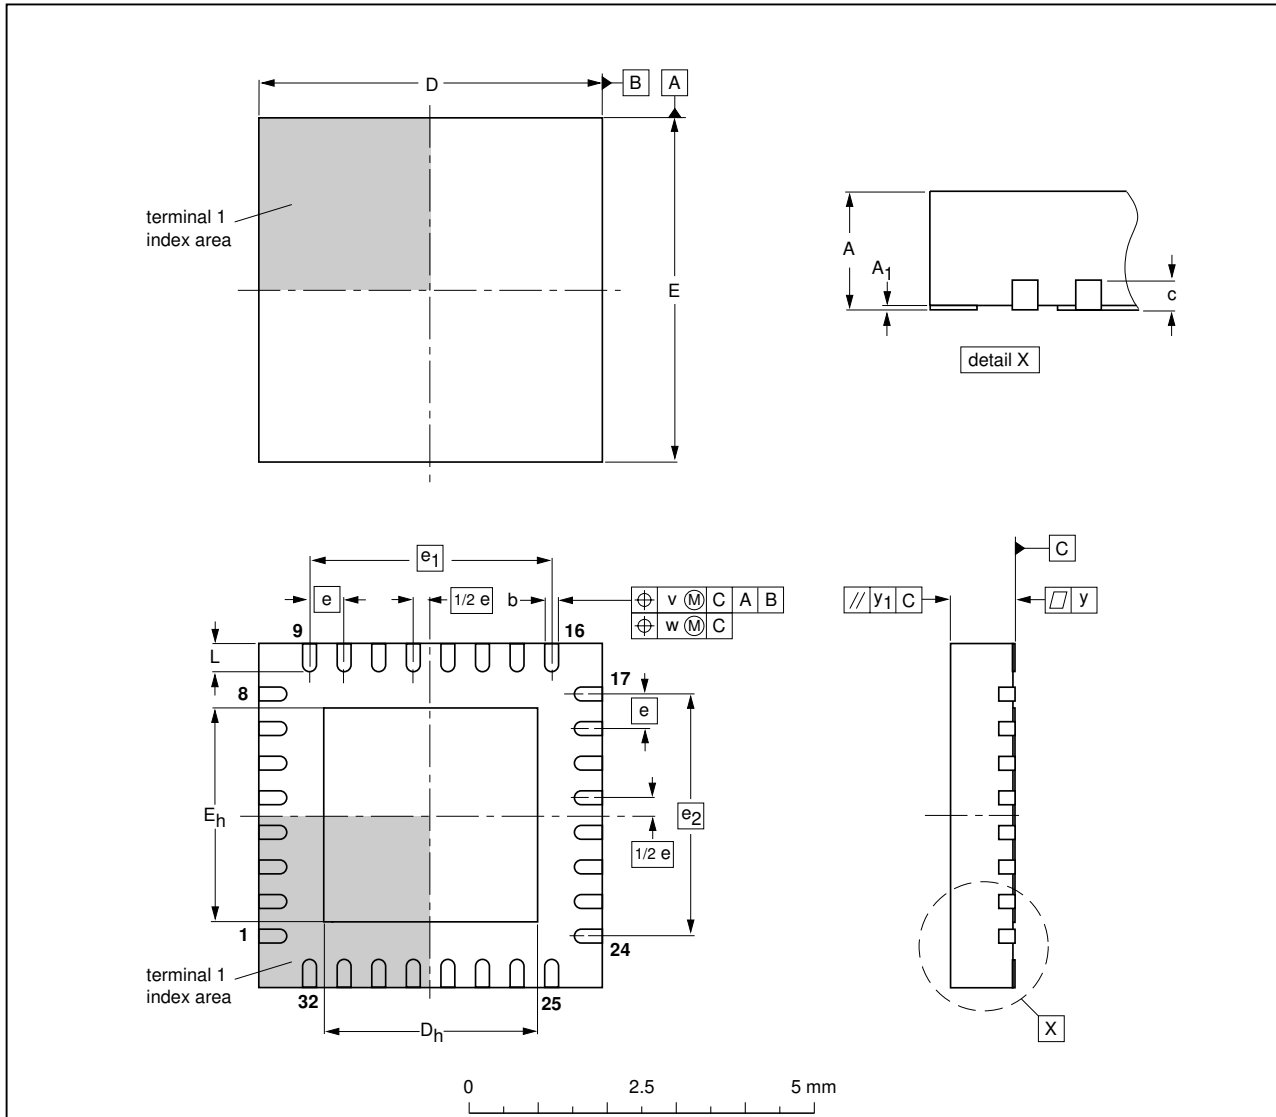 D B A
terminal 1
index area
E
A
A1
c
detail X
e1
e 1/2 e b
⌖ v Ⓜ C A B
⌖ w Ⓜ C
9 16
L
8 17
e
Eh
e2
1/2 e
1 24
terminal 1
index area
32 25
Dh
C
// y1 C
⏥ y
X
0 2.5 5 mm